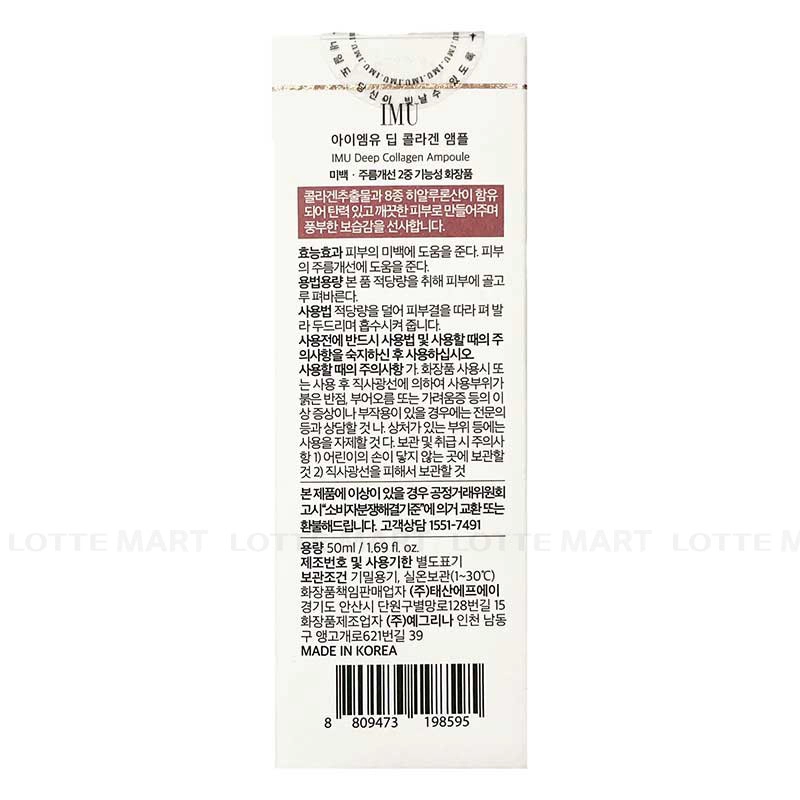 IMU.IMU.IMU.IMU.IMU.IMU
당신이 빛날 수 있도록
IMU
아이엠유 딥 콜라겐 앰플
IMU Deep Collagen Ampoule
미백 · 주름개선 2중 기능성 화장품
콜라겐추출물과 8종 히알루론산이 함유
되어 탄력 있고 깨끗한 피부로 만들어주며
풍부한 보습감을 선사합니다.
효능효과 피부의 미백에 도움을 준다. 피부
의 주름개선에 도움을 준다.
용법용량 본 품 적당량을 취해 피부에 골고
루 펴바른다.
사용법 적당량을 덜어 피부결을 따라 펴 발
라 두드리며 흡수시켜 줍니다.
사용전에 반드시 사용법 및 사용할 때의 주
의사항을 숙지하신 후 사용하십시오.
사용할 때의 주의사항 가. 화장품 사용시 또
는 사용 후 직사광선에 의하여 사용부위가
붉은 반점, 부어오름 또는 가려움증 등의 이
상 증상이나 부작용이 있을 경우에는 전문의
등과 상담할 것 나. 상처가 있는 부위 등에는
사용을 자제할 것 다. 보관 및 취급 시 주의사
항 1) 어린이의 손이 닿지 않는 곳에 보관할
것 2) 직사광선을 피해서 보관할 것
본 제품에 이상이 있을 경우 공정거래위원회
고시"소비자분쟁해결기준"에 의거 교환 또는
환불해드립니다. 고객상담 1551-7491
LOTTE MART LOTTE MART LOTTE MART LOTTE M
용량 50ml / 1.69 fl. oz.
제조번호 및 사용기한 별도표기
보관조건 기밀용기, 실온보관(1~30℃)
화장품책임판매업자 (주)태산에프에이
경기도 안산시 단원구별망로128번길 15
화장품제조업자 (주)예그리나 인천 남동
구 앵고개로621번길 39
MADE IN KOREA
8 809473 198595